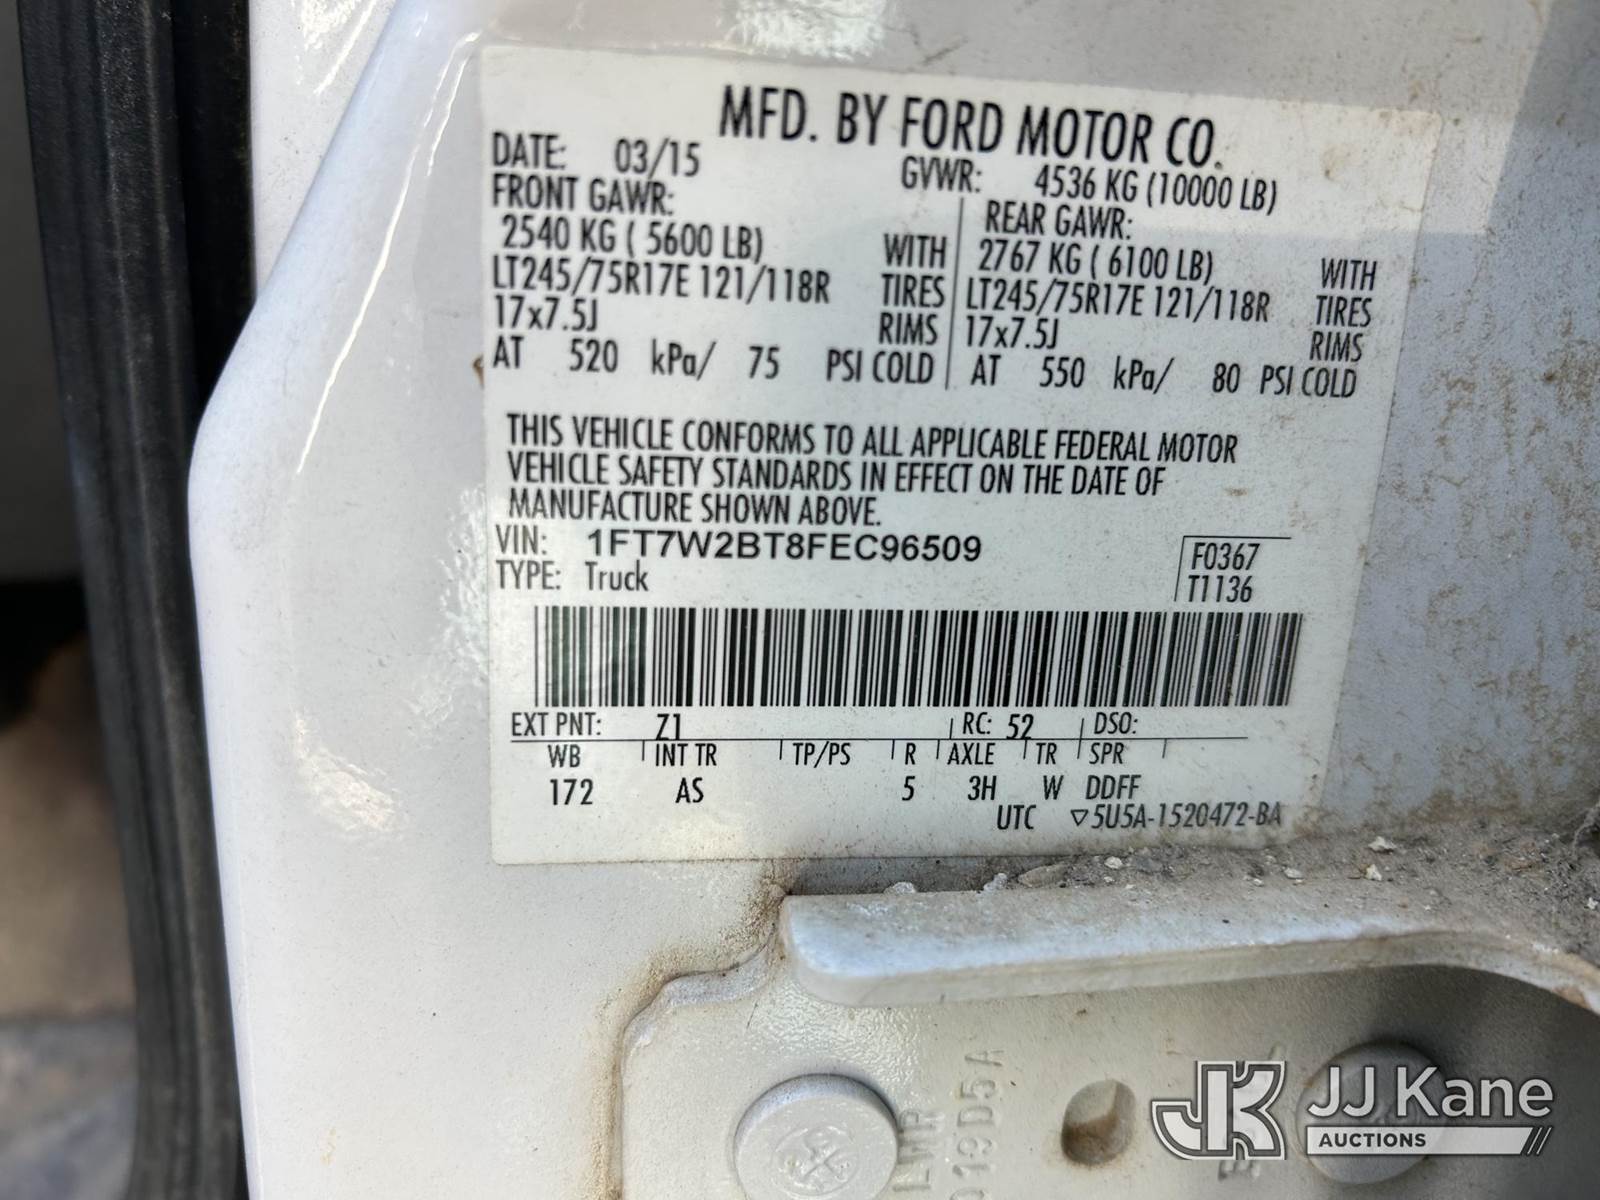 MFD. BY FORD MOTOR CO.
DATE: 03/15 GVWR: 4536 KG (10000 LB)
FRONT GAWR: REAR GAWR:
2540 KG ( 5600 LB) WITH 2767 KG ( 6100 LB) WITH
LT245/75R17E 121/118R TIRES LT245/75R17E 121/118R TIRES
17x7.5J RIMS 17x7.5J RIMS
AT 520 kPa/ 75 PSI COLD AT 550 kPa/ 80 PSI COLD
THIS VEHICLE CONFORMS TO ALL APPLICABLE FEDERAL MOTOR
VEHICLE SAFETY STANDARDS IN EFFECT ON THE DATE OF
MANUFACTURE SHOWN ABOVE.
VIN: 1FT7W2BT8FEC96509 F0367
TYPE: Truck T1136
EXT PNT: Z1 RC: 52 DSO:
WB INT TR TP/PS R AXLE TR SPR
172 AS 5 3H W DDFF
UTC ▽5U5A-1520472-BA
JJ Kane
AUCTIONS